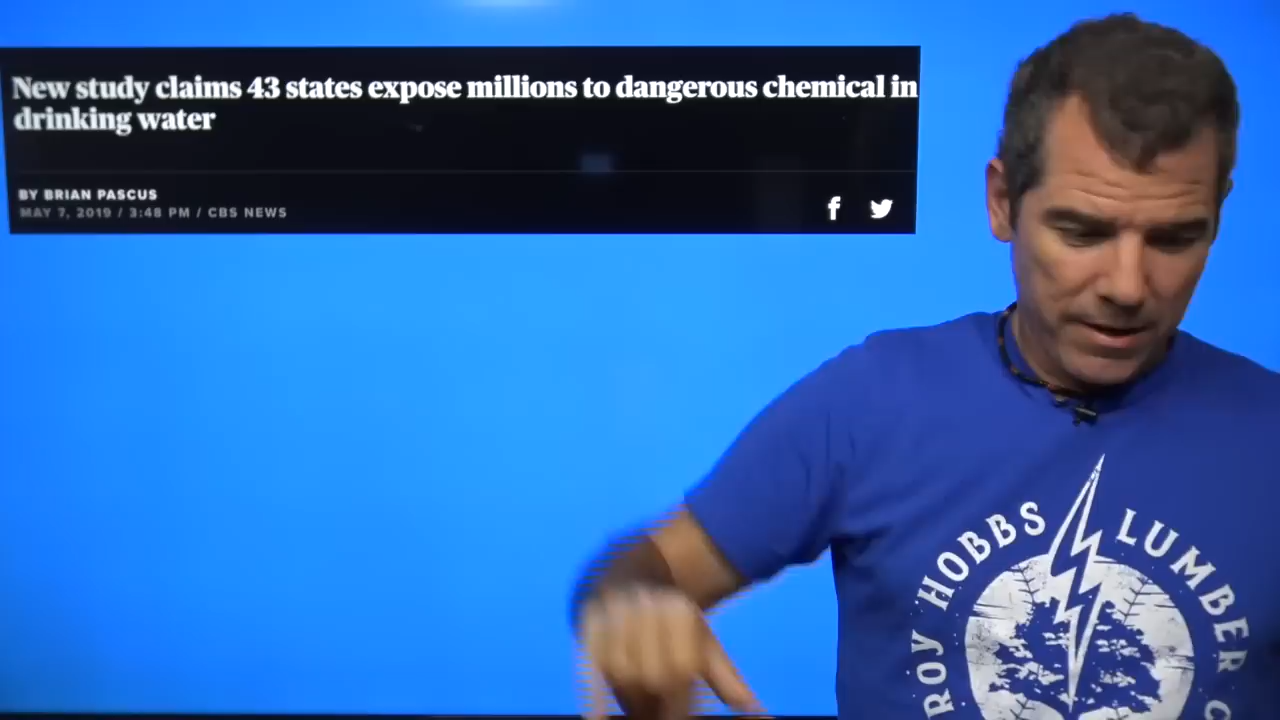 New study claims 43 states expose millions to dangerous chemical in
drinking water
BY BRIAN PASCUS
MAY 7, 2019 / 3:48 PM / CBS NEWS
f
ROY HOBBS LUMBER